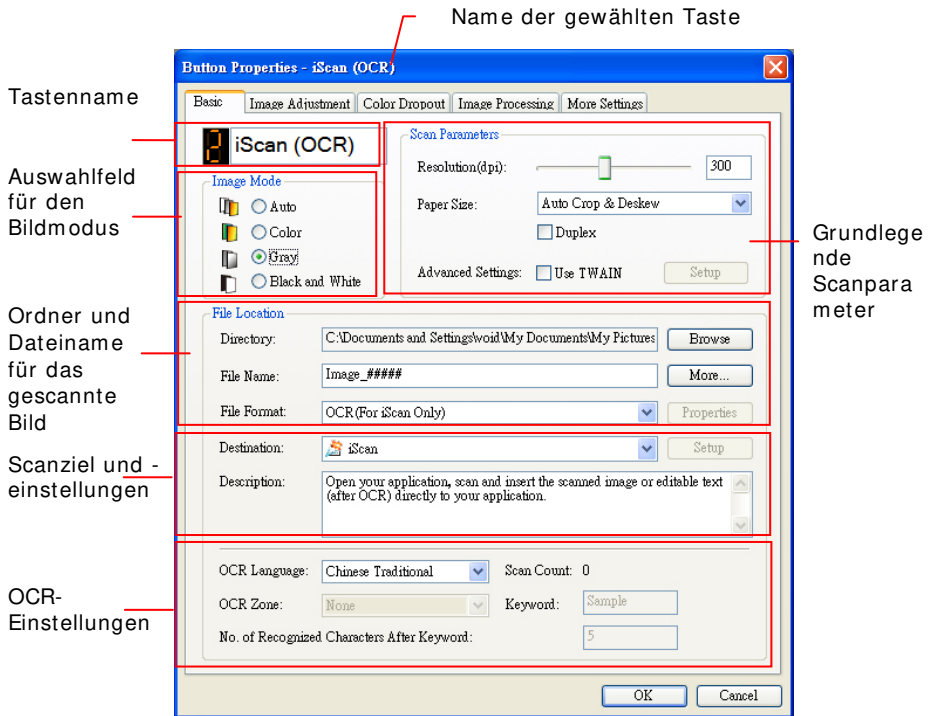 Name der gewählten Taste
Button Properties - iScan (OCR)
Tastenname
Basic Image Adjustment Color Dropout Image Processing More Settings
iScan (OCR)
Scan Parameters
Resolution(dpi): 300
Auswahlfeld
für den
Bildmodus
Image Mode
Auto
Color
Gray
Black and White
Paper Size: Auto Crop & Deskew
Duplex
Advanced Settings: Use TWAIN Setup
Grundlege
nde
Scanpara
meter
Ordner und
Dateiname
für das
gescannte
Bild
File Location
Directory: C:\Documents and Settings\void\My Documents\My Pictures Browse
File Name: Image_##### More...
File Format: OCR(For iScan Only) Properties
Scanziel und -
einstellungen
Destination: iScan Setup
Description: Open your application, scan and insert the scanned image or editable text
(after OCR) directly to your application.
OCR-
Einstellungen
OCR Language: Chinese Traditional Scan Count: 0
OCR Zone: None Keyword: Sample
No. of Recognized Characters After Keyword: 5
OK Cancel